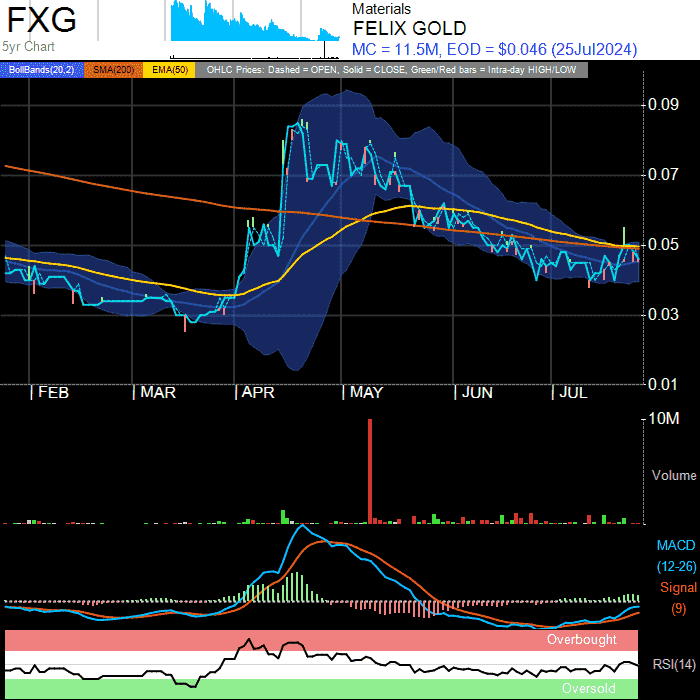 FXG
5yr Chart
Materials
FELIX GOLD
MC = 11.5M, EOD = $0.046 (25Jul2024)
BollBands(20,2) SMA(200) EMA(50) OHLC Prices: Dashed = OPEN, Solid = CLOSE, Green/Red bars = Intra-day HIGH/LOW
0.09
0.07
0.05
0.03
0.01
| FEB | MAR | APR | MAY | JUN | JUL
10M
Volume
MACD
(12-26)
Signal
(9)
Overbought
RSI(14)
Oversold